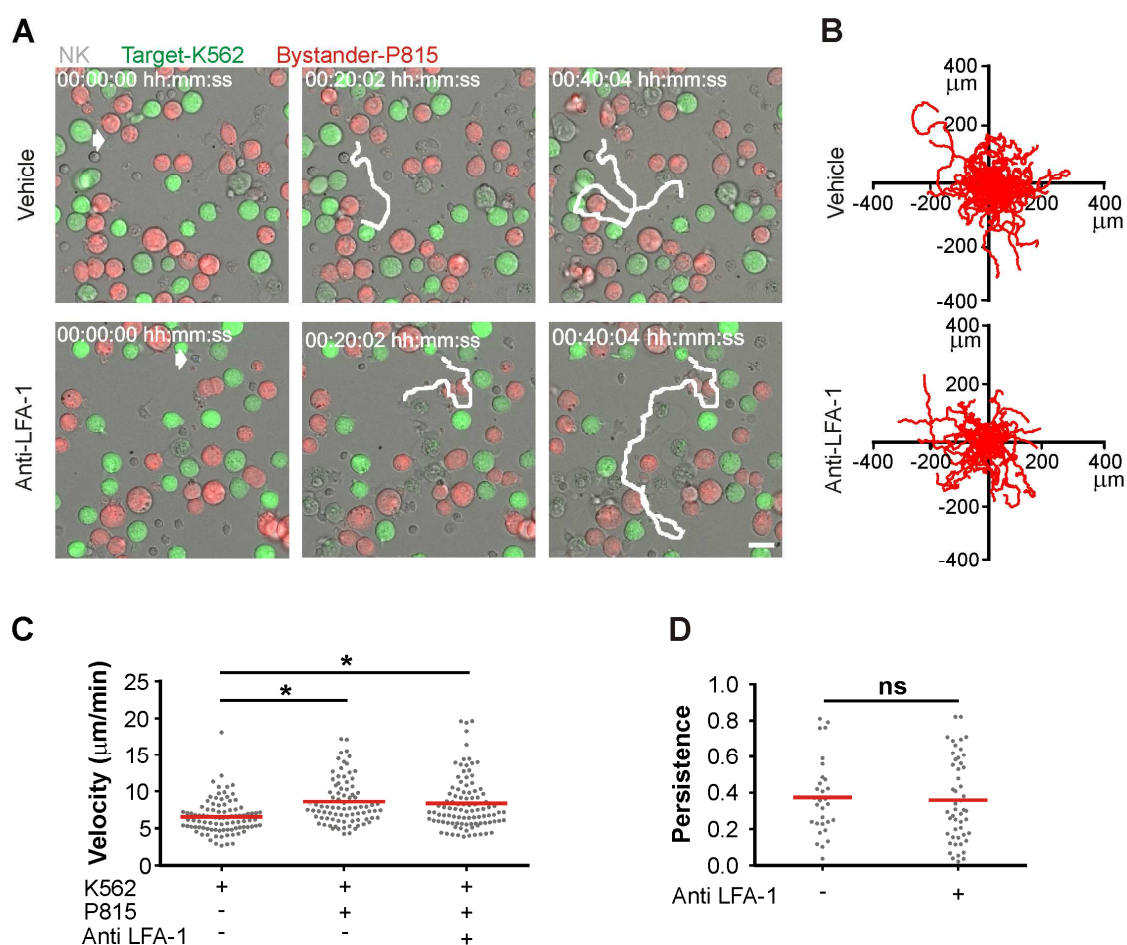 A
NK Target-K562 Bystander-P815
Vehicle
00:00:00 hh:mm:ss
00:20:02 hh:mm:ss
00:40:04 hh:mm:ss
Anti-LFA-1
00:00:00 hh:mm:ss
00:20:02 hh:mm:ss
00:40:04 hh:mm:ss
B
Vehicle
400
μm
200
-400 -200 200 400
μm
-200
-400
Anti-LFA-1
400
μm
200
-400 -200 200 400
μm
-200
-400
C
Velocity (μm/min)
25
20
15
10
5
0
* *
K562 + + +
P815 - + +
Anti LFA-1 - - +
D
Persistence
1.0
0.8
0.6
0.4
0.2
0.0
ns
Anti LFA-1 - +